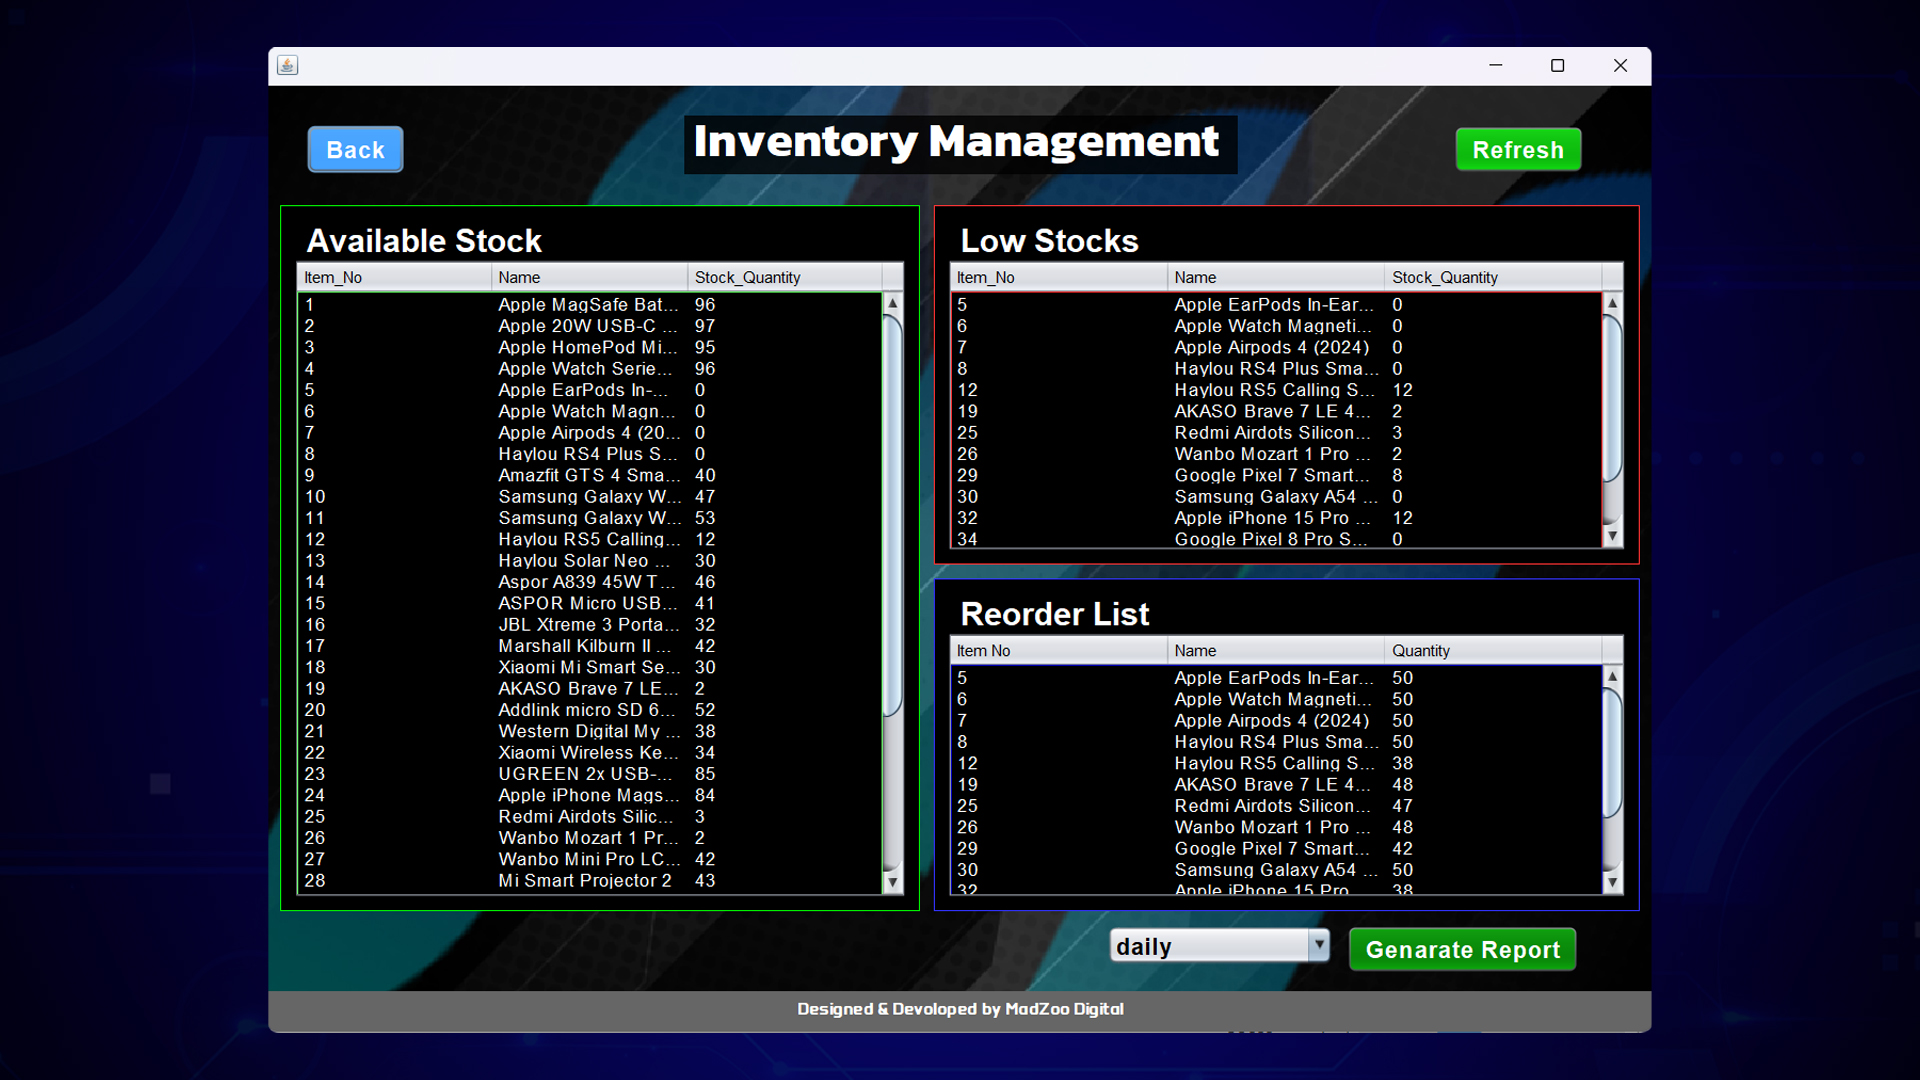 Back
Inventory Management
Refresh
Available Stock
Item_No Name Stock_Quantity
1 Apple MagSafe Bat... 96
2 Apple 20W USB-C ... 97
3 Apple HomePod Mi... 95
4 Apple Watch Serie... 96
5 Apple EarPods In-... 0
6 Apple Watch Magn... 0
7 Apple Airpods 4 (20... 0
8 Haylou RS4 Plus S... 0
9 Amazfit GTS 4 Sma... 40
10 Samsung Galaxy W... 47
11 Samsung Galaxy W... 53
12 Haylou RS5 Calling... 12
13 Haylou Solar Neo ... 30
14 Aspor A839 45W T... 46
15 ASPOR Micro USB... 41
16 JBL Xtreme 3 Porta... 32
17 Marshall Kilburn II ... 42
18 Xiaomi Mi Smart Se... 30
19 AKASO Brave 7 LE... 2
20 Addlink micro SD 6... 52
21 Western Digital My ... 38
22 Xiaomi Wireless Ke... 34
23 UGREEN 2x USB-... 85
24 Apple iPhone Mags... 84
25 Redmi Airdots Silic... 3
26 Wanbo Mozart 1 Pr... 2
27 Wanbo Mini Pro LC... 42
28 Mi Smart Projector 2 43
Low Stocks
Item_No Name Stock_Quantity
5 Apple EarPods In-Ear... 0
6 Apple Watch Magneti... 0
7 Apple Airpods 4 (2024) 0
8 Haylou RS4 Plus Sma... 0
12 Haylou RS5 Calling S... 12
19 AKASO Brave 7 LE 4... 2
25 Redmi Airdots Silicon... 3
26 Wanbo Mozart 1 Pro ... 2
29 Google Pixel 7 Smart... 8
30 Samsung Galaxy A54 ... 0
32 Apple iPhone 15 Pro ... 12
34 Google Pixel 8 Pro S... 0
Reorder List
Item No Name Quantity
5 Apple EarPods In-Ear... 50
6 Apple Watch Magneti... 50
7 Apple Airpods 4 (2024) 50
8 Haylou RS4 Plus Sma... 50
12 Haylou RS5 Calling S... 38
19 AKASO Brave 7 LE 4... 48
25 Redmi Airdots Silicon... 47
26 Wanbo Mozart 1 Pro ... 48
29 Google Pixel 7 Smart... 42
30 Samsung Galaxy A54 ... 50
32 Apple iPhone 15 Pro ... 38
daily
Genarate Report
Designed & Devoloped by MadZoo Digital